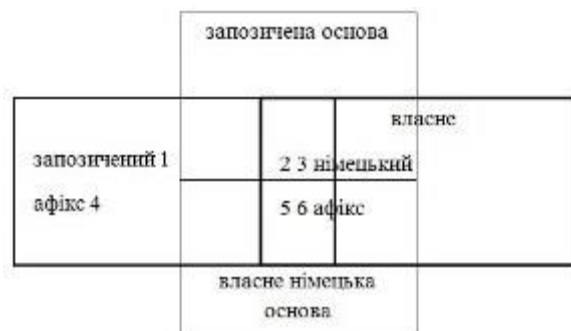 запозичена основа
власне
запозичений 1
2 3 німецький
афікс 4
5 6 афікс
власне німецька
основа